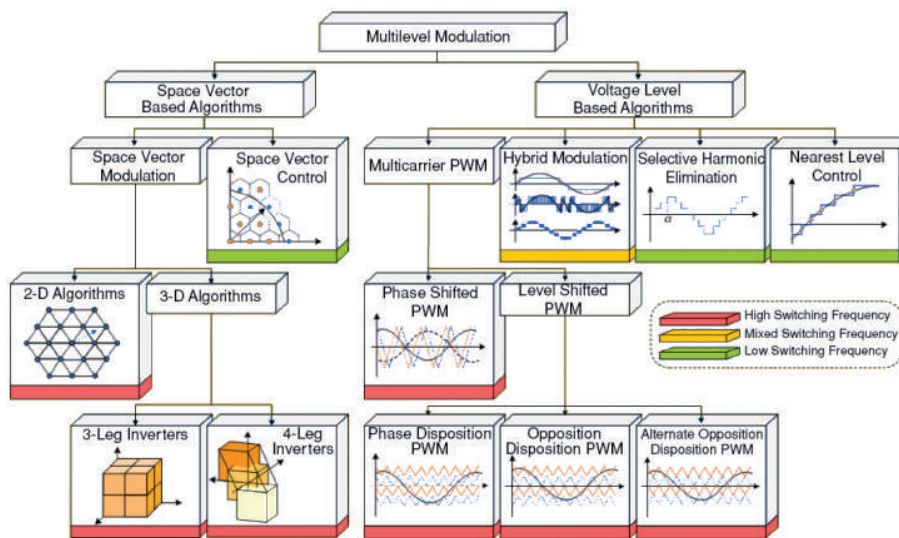 Multilevel Modulation
Space Vector
Based Algorithms
Voltage Level
Based Algorithms
Space Vector
Modulation
Space Vector
Control
Multicarrier PWM
Hybrid Modulation
Selective Harmonic
Elimination
α
Nearest Level
Control
2-D Algorithms
3-D Algorithms
Phase Shifted
PWM
Level Shifted
PWM
High Switching Frequency
Mixed Switching Frequency
Low Switching Frequency
3-Leg Inverters
4-Leg
Inverters
Phase Disposition
PWM
Opposition
Disposition PWM
Alternate Opposition
Disposition PWM